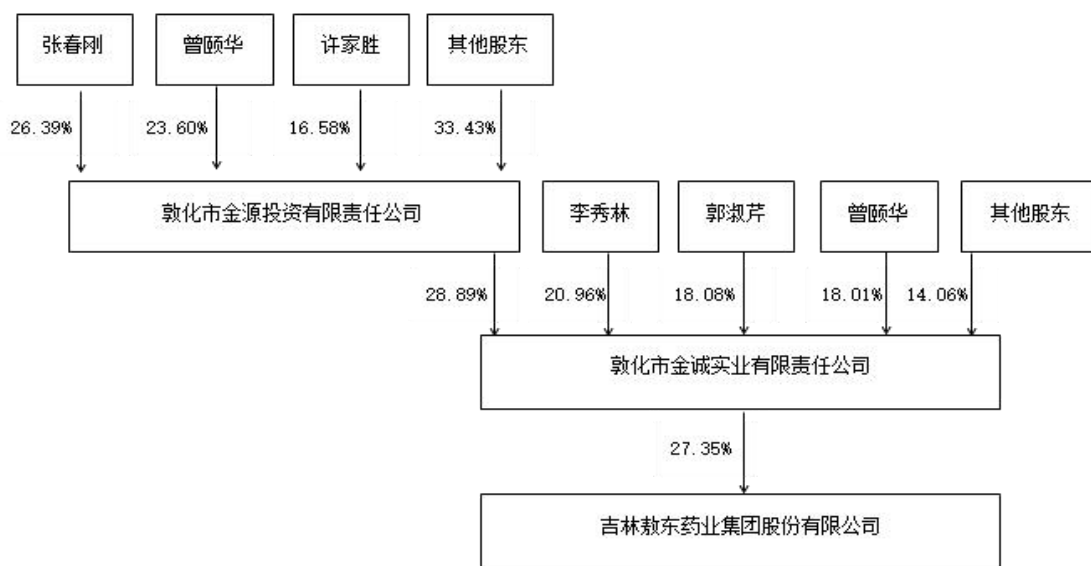 张春刚
曾颐华
许家胜
其他股东
26.39%
23.60%
16.58%
33.43%
敦化市金源投资有限责任公司
李秀林
郭淑芹
曾颐华
其他股东
28.89%
20.96%
18.08%
18.01%
14.06%
敦化市金诚实业有限责任公司
27.35%
吉林敖东药业集团股份有限公司